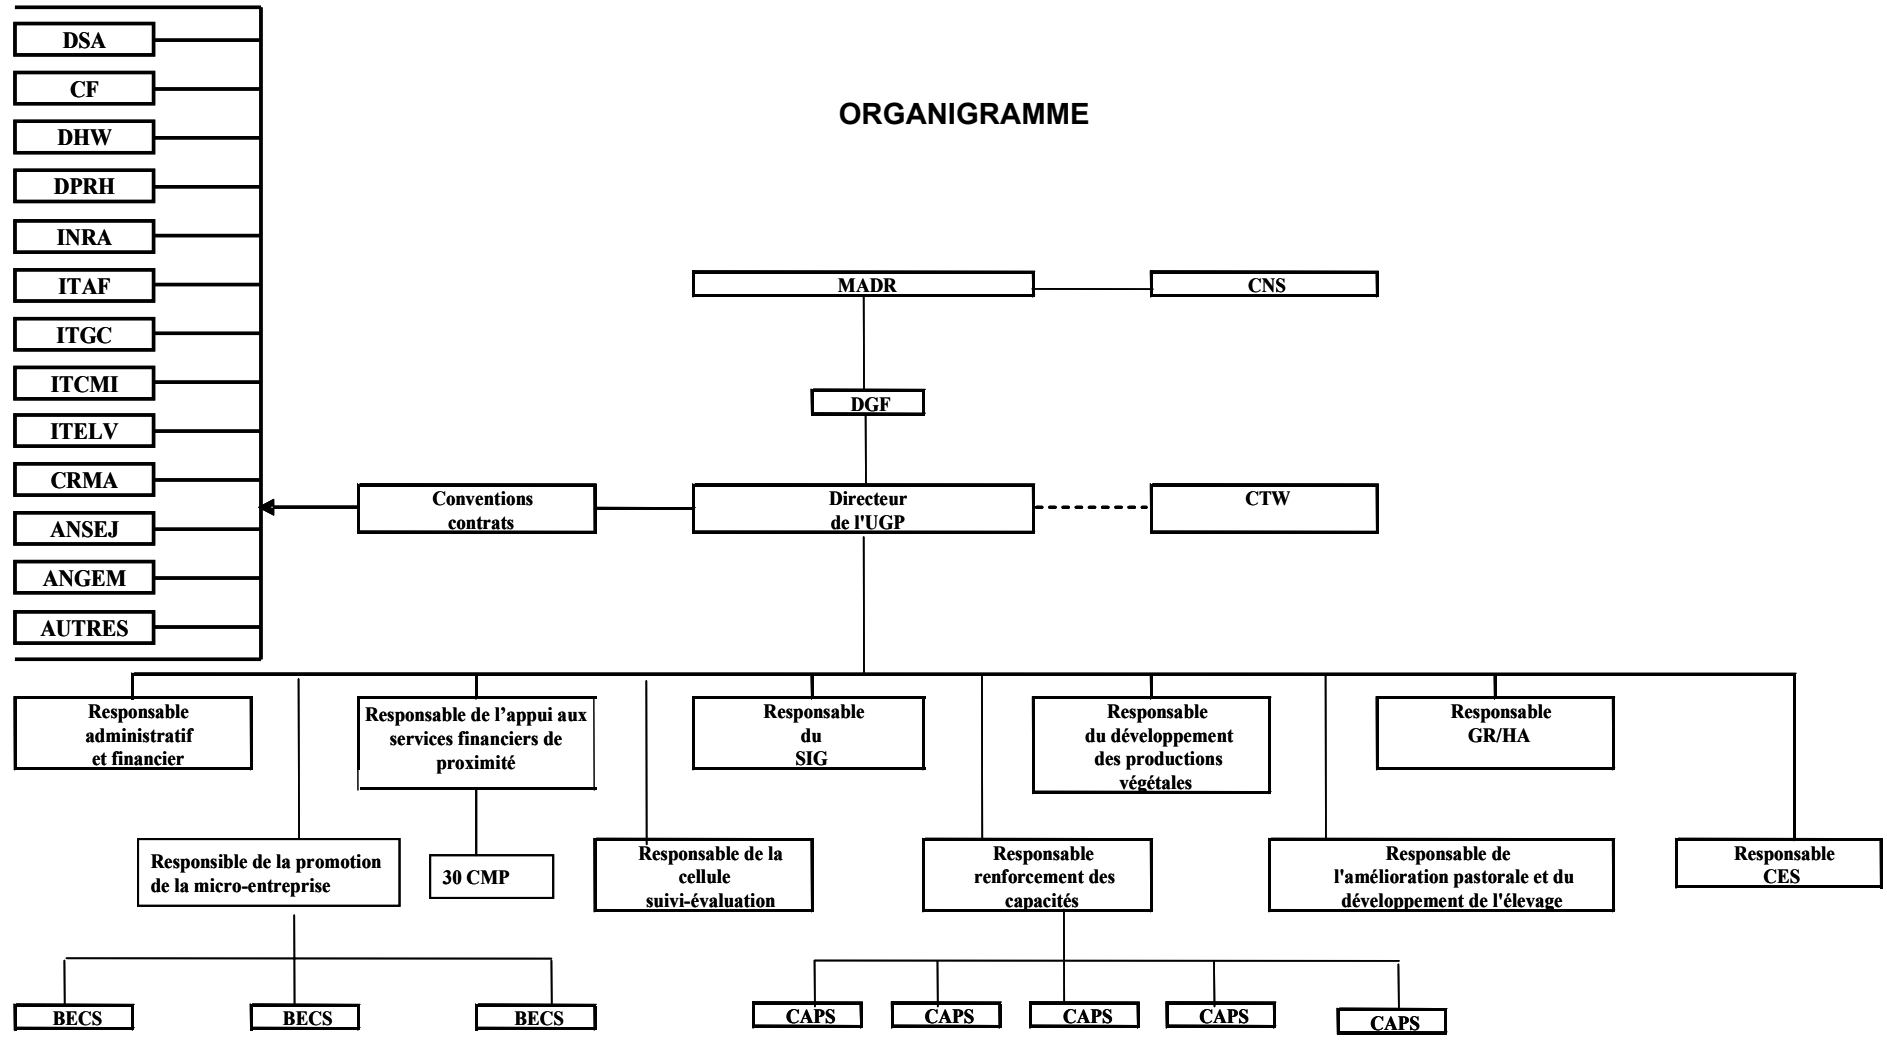 DSA
CF
DHW
DPRH
INRA
ITAF
ITGC
ITCMI
ITELV
CRMA
ANSEJ
ANGEM
AUTRES
ORGANIGRAMME
MADR
CNS
DGF
Conventions
contrats
Directeur
de l'UGP
CTW
Responsable
administratif
et financier
Responsable de l’appui aux
services financiers de
proximité
Responsable
du
SIG
Responsable
du développement
des productions
végétales
Responsable
GR/HA
Responsible de la promotion
de la micro-entreprise
30 CMP
Responsable de la
cellule
suivi-évaluation
Responsable
renforcement des
capacités
Responsable de
l'amélioration pastorale et du
développement de l'élevage
Responsable
CES
BECS
BECS
BECS
CAPS
CAPS
CAPS
CAPS
CAPS